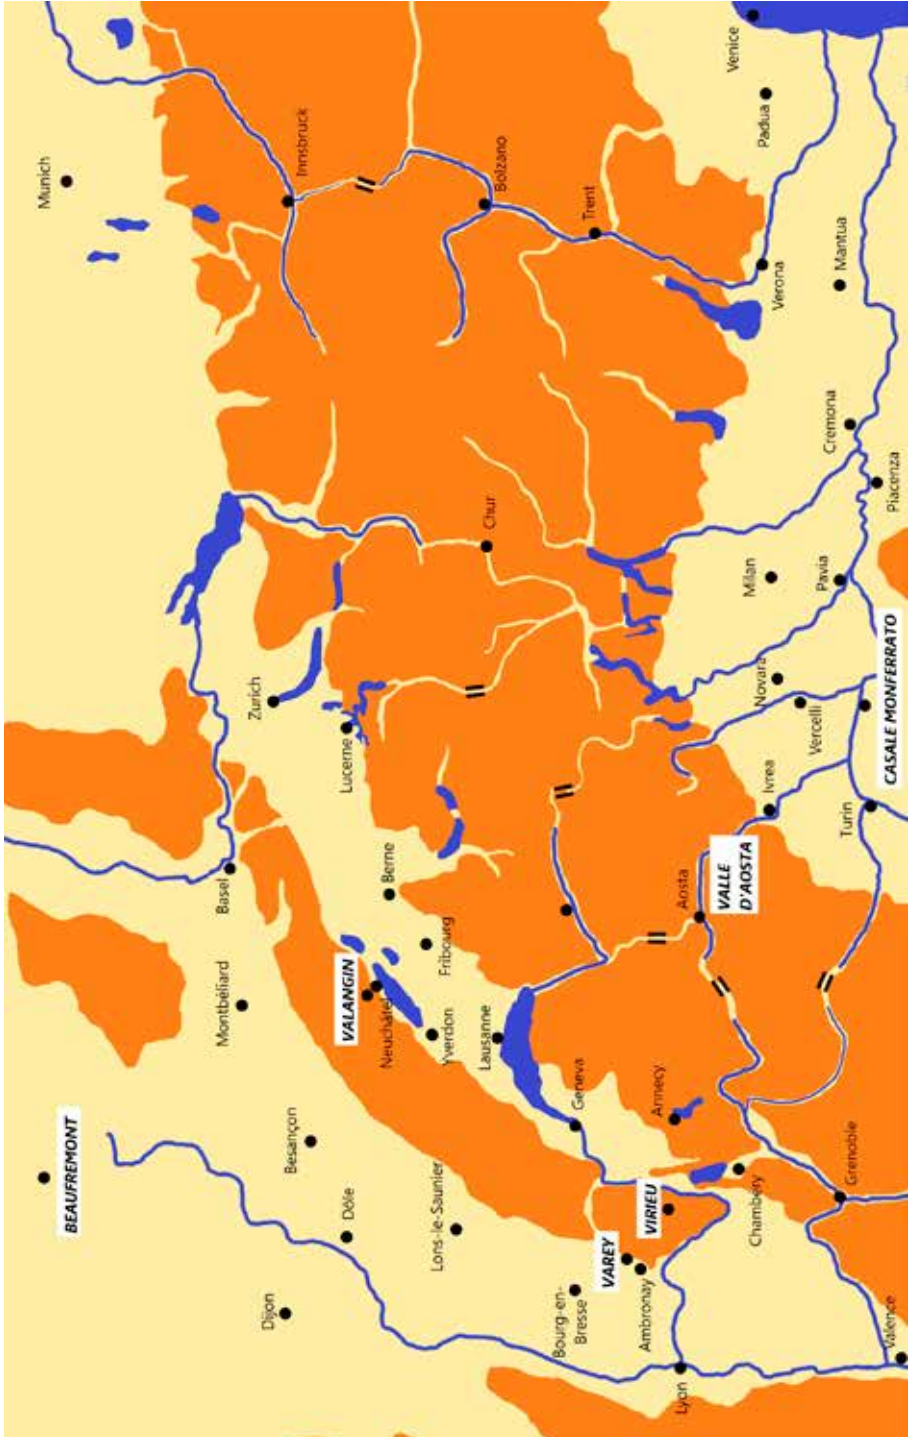 BEAUFREMONT
Munich
Dijon
Besançon
Montbéliard
Basel
Dôle
Zurich
Innsbruck
Lons-le-Saunier
VALANGIN
Neuchâtel
Lucerne
Berne
Yverdon
Fribourg
Lausanne
Chur
Bolzano
Bourg-en-
Bresse
Geneva
VAREY
Ambronay
VIRIEU
Annecy
Trent
Lyon
Aosta
VALLE
D'AOSTA
Chambéry
Ivrea
Novara
Vercelli
Milan
Verona
Padua
Venice
Valence
Grenoble
Turin
CASALE MONFERRATO
Pavia
Piacenza
Cremona
Mantua